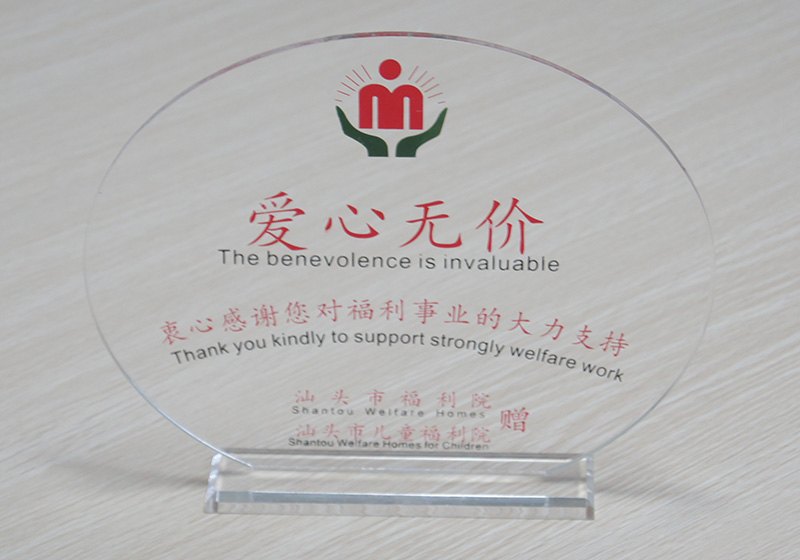 爱心无价
The benevolence is invaluable
衷心感谢您对福利事业的大力支持
Thank you kindly to support strongly welfare work
汕头市福利院
Shantou Welfare Homes
赠
汕头市儿童福利院
Shantou Welfare Homes for Children